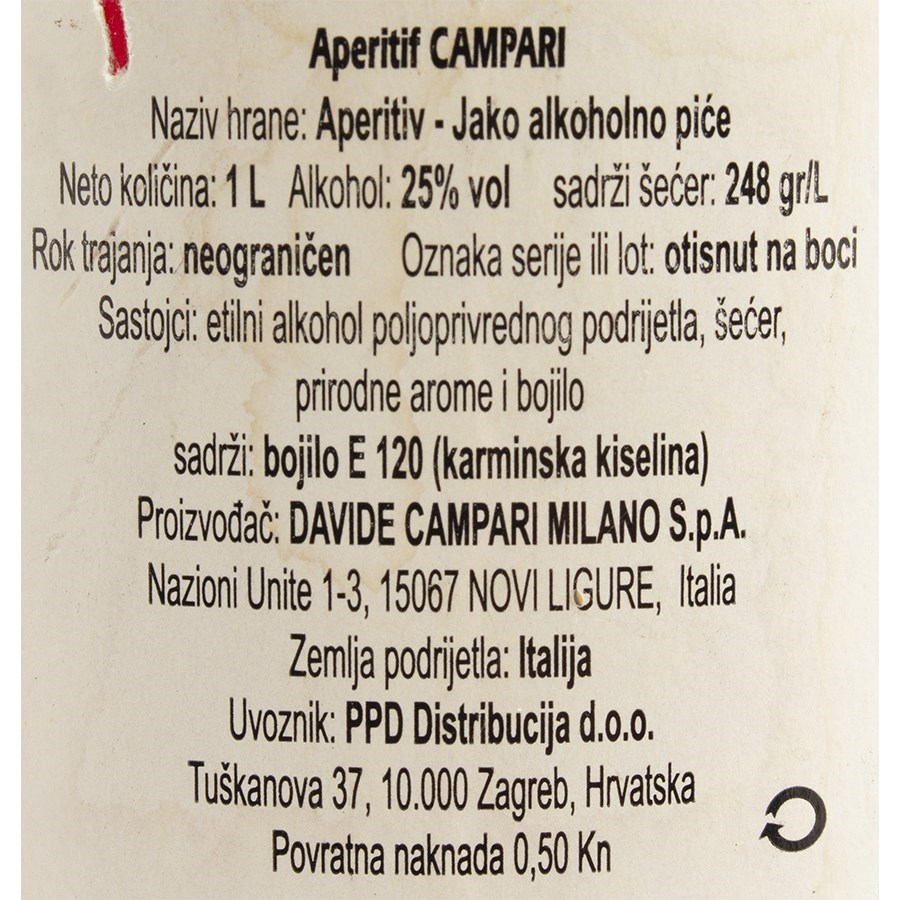 Aperitif CAMPARI
Naziv hrane: Aperitiv - Jako alkoholno piće
Neto količina: 1 L Alkohol: 25% vol sadrži šećer: 248 gr/L
Rok trajanja: neograničen Oznaka serije ili lot: otisnut na boci
Sastojci: etilni alkohol poljoprivrednog podrijetla, šećer,
prirodne arome i bojilo
sadrži: bojilo E 120 (karminska kiselina)
Proizvođač: DAVIDE CAMPARI MILANO S.p.A.
Nazioni Unite 1-3, 15067 NOVI LIGURE, Italia
Zemlja podrijetla: Italija
Uvoznik: PPD Distribucija d.o.o.
Tuškanova 37, 10.000 Zagreb, Hrvatska
Povratna naknada 0,50 Kn